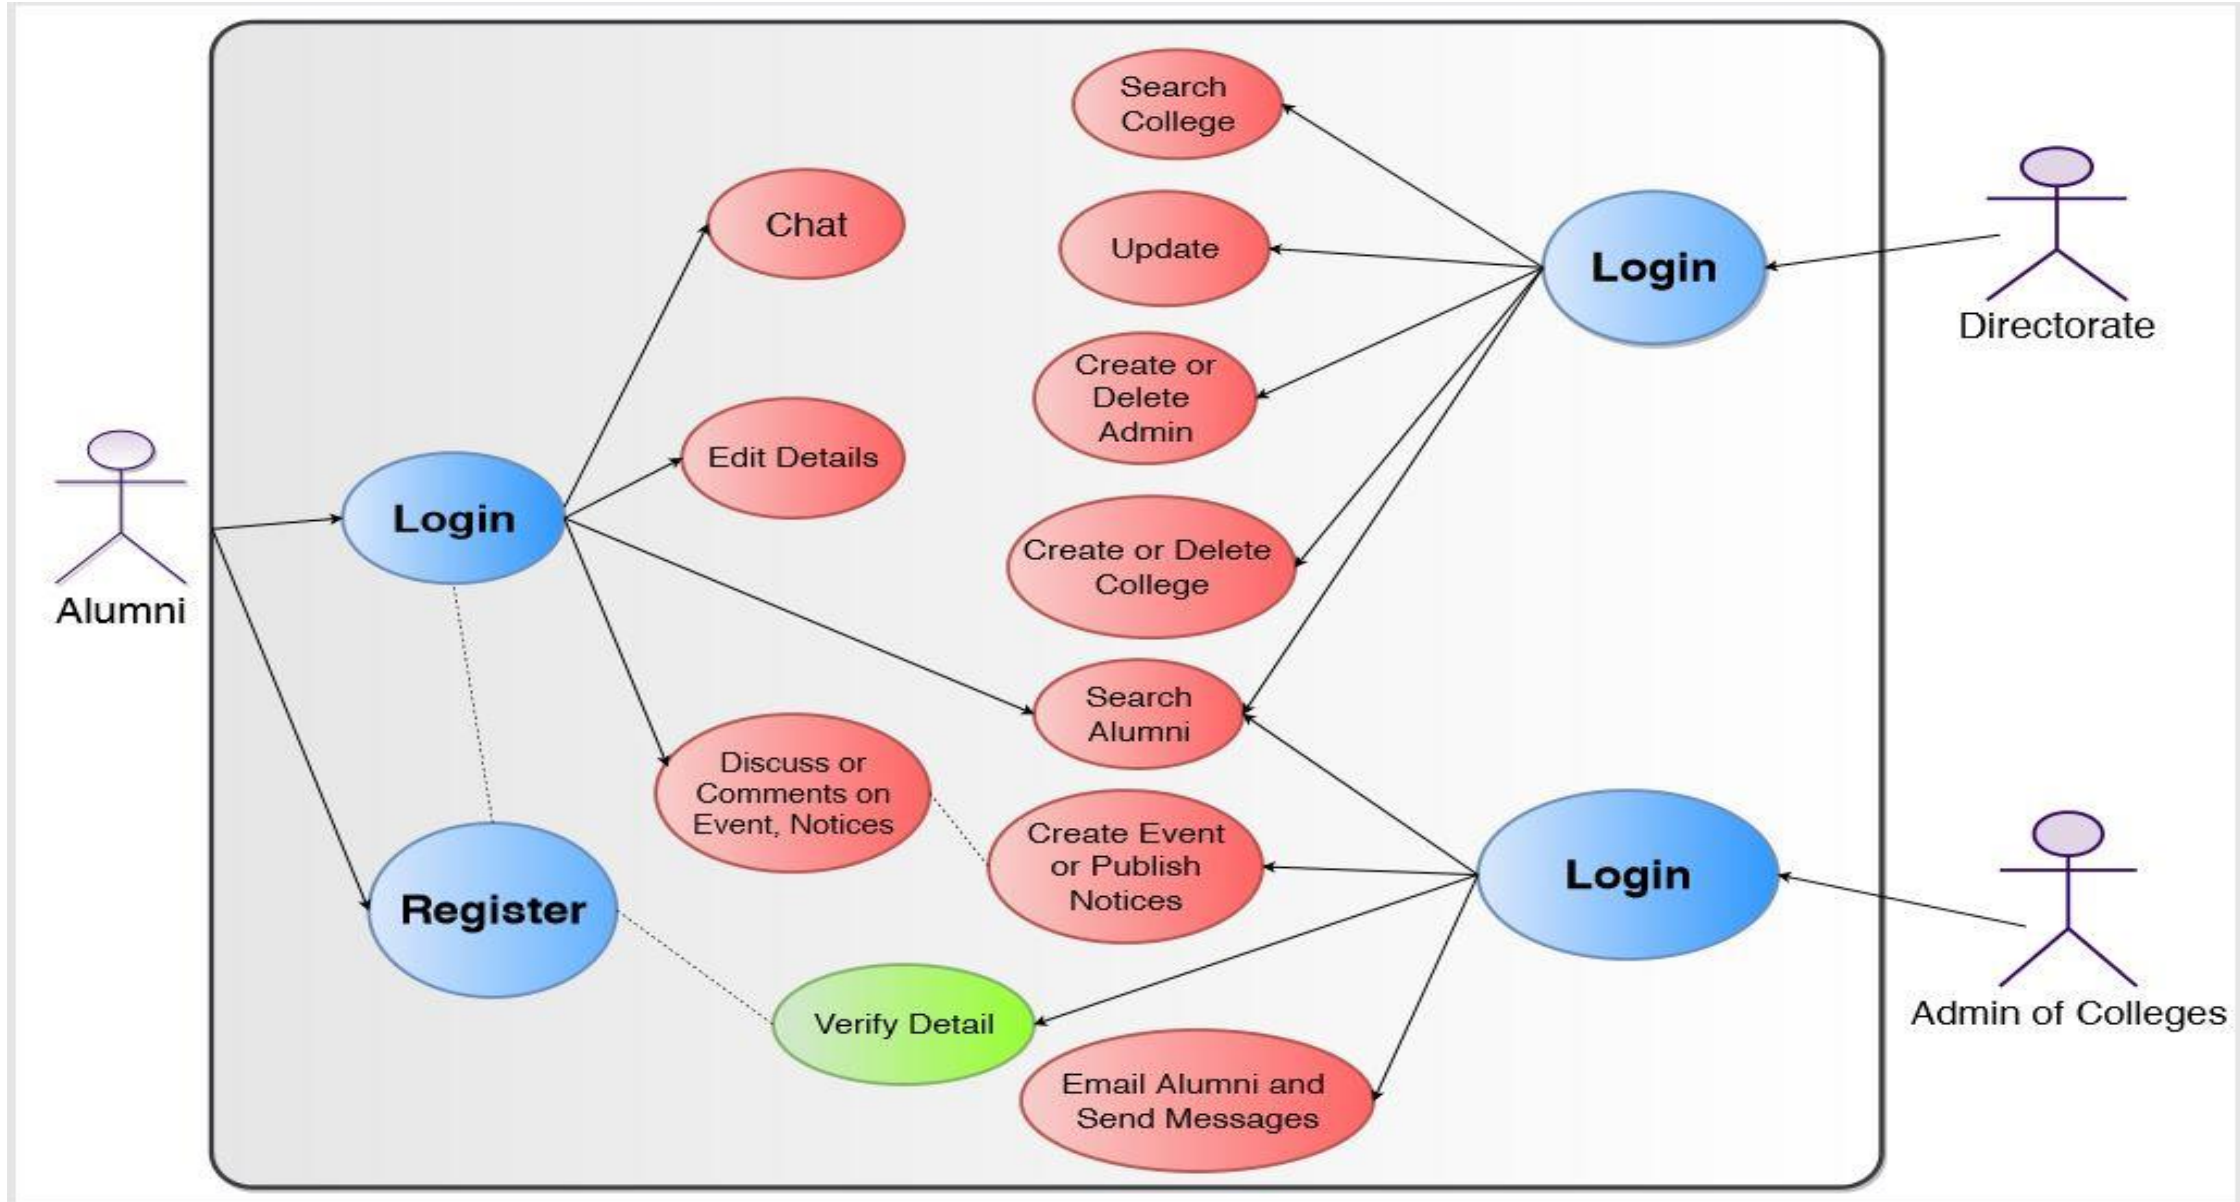 Search
College
Chat
Update
Login
Directorate
Create or
Delete
Admin
Edit Details
Login
Alumni
Create or Delete
College
Search
Alumni
Discuss or
Comments on
Event, Notices
Create Event
or Publish
Notices
Login
Register
Verify Detail
Admin of Colleges
Email Alumni and
Send Messages